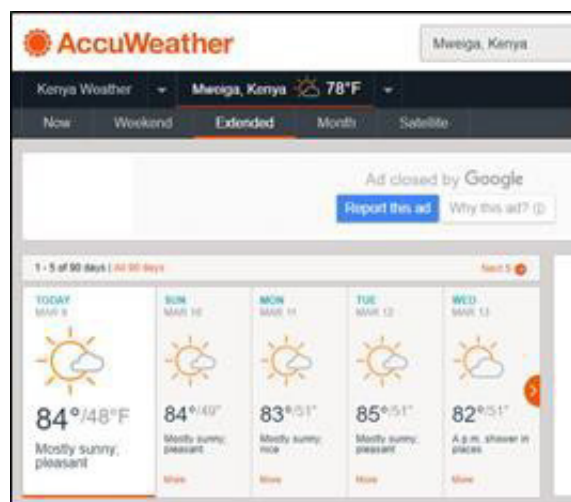 AccuWeather
Mweiga, Kenya
Kenya Weather
Mweiga, Kenya 78°F
Now Weekend Extended Month Satellite
Ad closed by Google
Report this ad Why this ad?
1 - 5 of 90 days | All 90 days
Next 5
TODAY SUN MON TUE WED
MAR 9 MAR 10 MAR 11 MAR 12 MAR 13
84°/48°F 84°/49° 83°/51° 85°/51° 82°/51°
Mostly sunny; pleasant
Mostly sunny; pleasant
Mostly sunny; nice
Mostly sunny; pleasant
A p.m. shower in places
More More More More